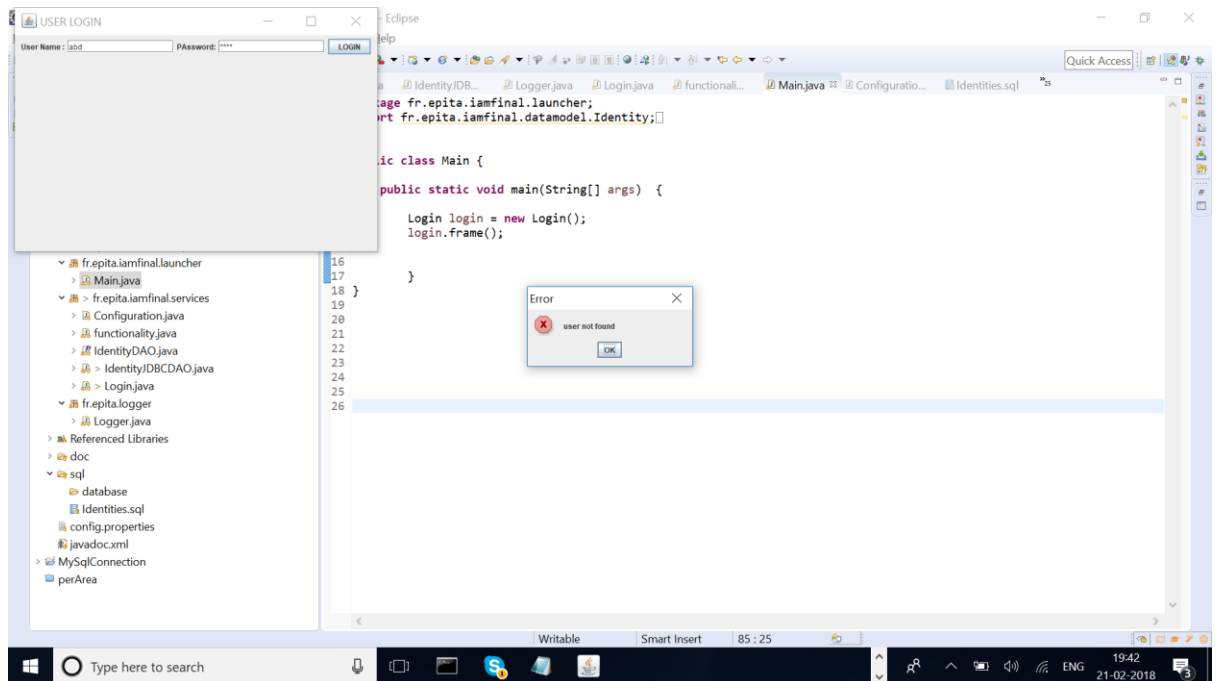 USER LOGIN
- Eclipse
User Name : abd PAssword: **** LOGIN
Help
Quick Access
IdentityJDB... Logger.java Login.java functionali... Main.java Configuratio... Identities.sql "25
fr.epita.iamfinal.launcher;
fr.epita.iamfinal.datamodel.Identity;
class Main {
public static void main(String[] args) {
Login login = new Login();
login.frame();
fr.epita.iamfinal.launcher
16
> Main.java
17 }
18 }
> fr.epita.iamfinal.services
19
> Configuration.java
20
> functionality.java
21
> IdentityDAO.java
22
> > IdentityJDBCDAO.java
23
24
> > Login.java
25
fr.epita.logger
26
> Logger.java
> Referenced Libraries
> doc
sql
database
Identities.sql
config.properties
javadoc.xml
> MySqlConnection
perArea
Error
user not found
OK
Writable Smart Insert 85 : 25
Type here to search
ENG
19:42
21-02-2018
3